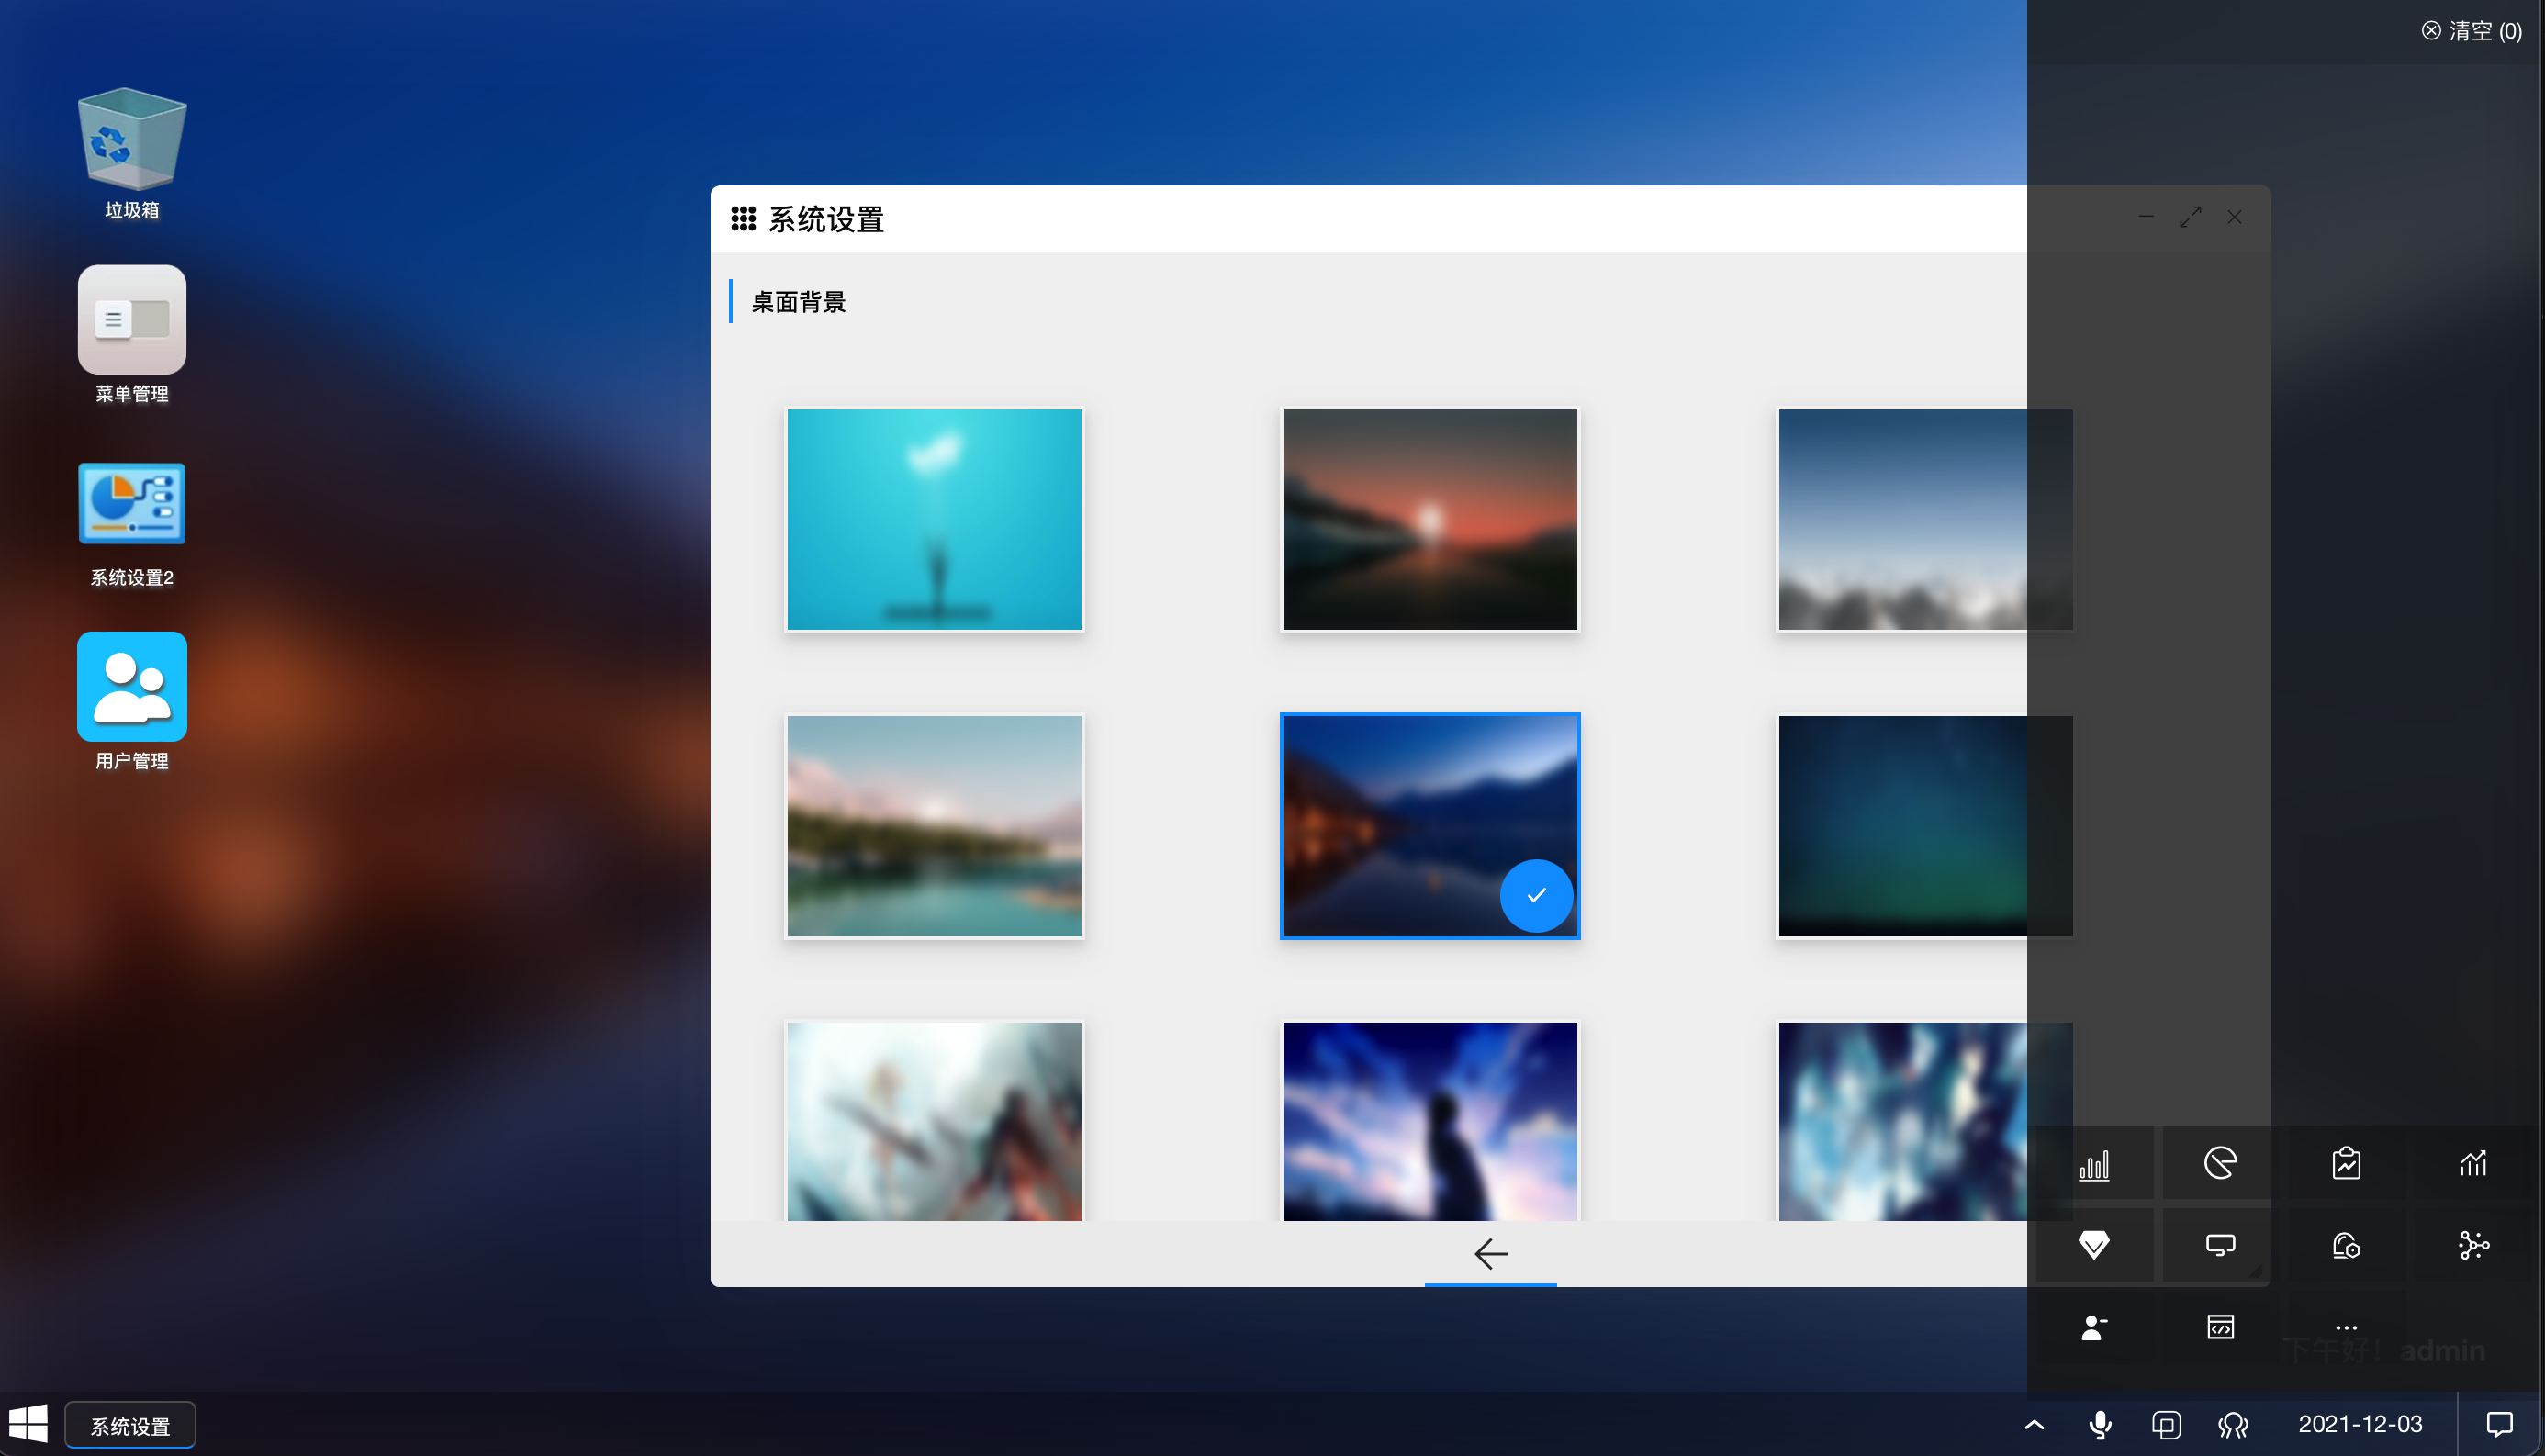 清空 (0)
垃圾箱
菜单管理
系统设置2
用户管理
系统设置
桌面背景
下午好！admin
系统设置
2021-12-03